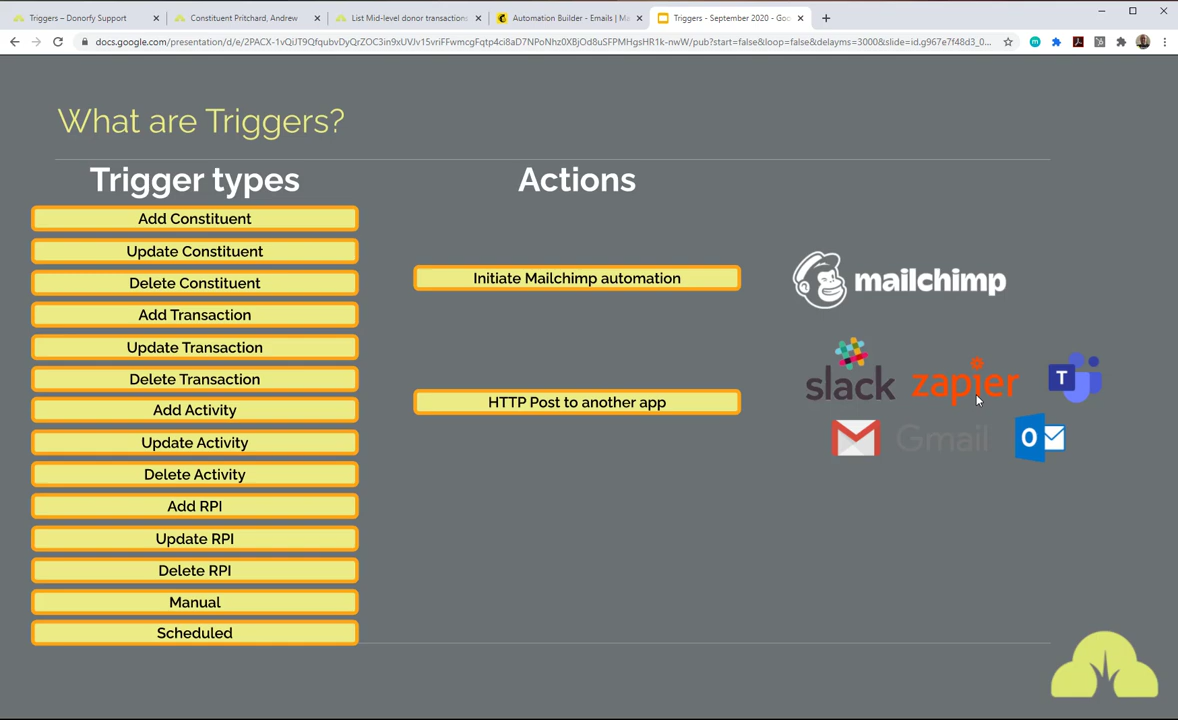 Triggers – Donorfy Support
Constituent Pritchard, Andrew
List Mid-level donor transactions
Automation Builder - Emails | Ma
Triggers - September 2020 - Goo
docs.google.com/presentation/d/e/2PACX-1vQiJT9QfqubvDyQrZOC3in9xUVJv15vriFFwmcgFqtp4ci8aD7NPoNhz0XBjOd8uSFPMHgsHR1k-nwW/pub?start=false&loop=false&delayms=3000&slide=id.g967e7f48d3_0...
What are Triggers?
Trigger types
Actions
Add Constituent
Update Constituent
Delete Constituent
Add Transaction
Update Transaction
Delete Transaction
Add Activity
Update Activity
Delete Activity
Add RPI
Update RPI
Delete RPI
Manual
Scheduled
Initiate Mailchimp automation
mailchimp
HTTP Post to another app
slack
zapier
T
Gmail
O